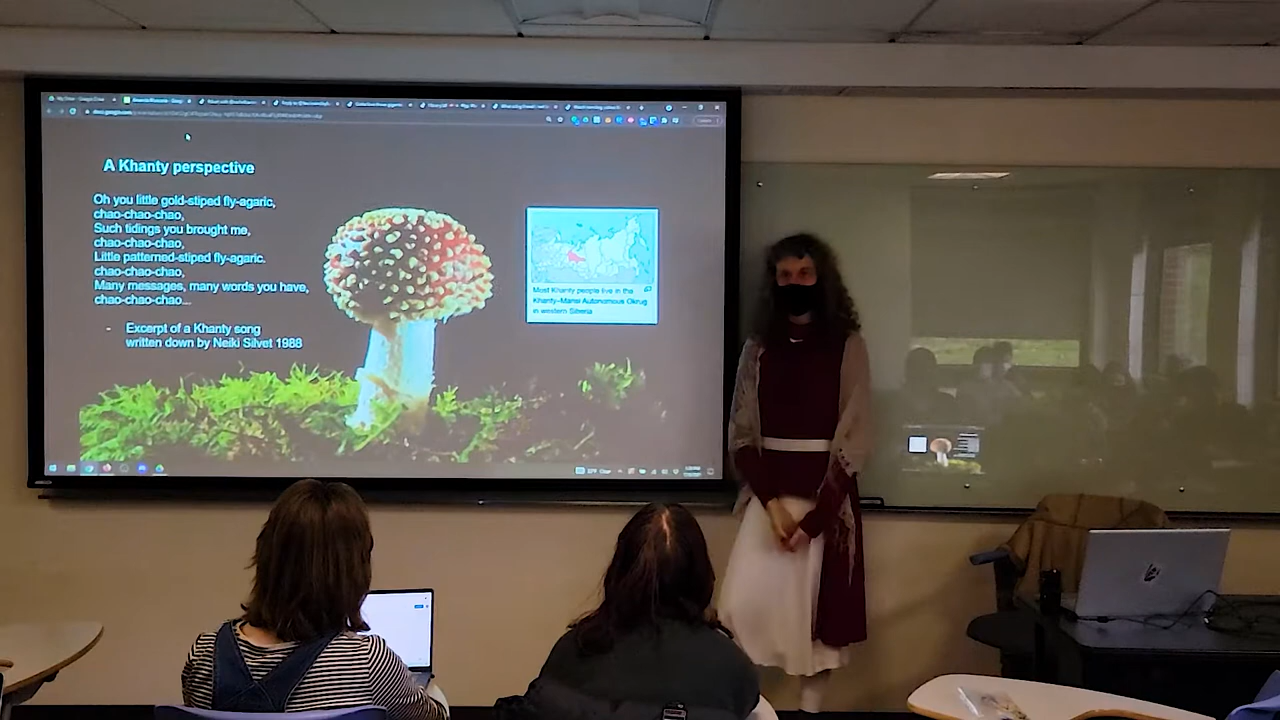 A Khanty perspective
Oh you little gold-stiped fly-agaric,
chao-chao-chao,
Such tidings you brought me,
chao-chao-chao,
Little patterned-stiped fly-agaric.
chao-chao-chao,
Many messages, many words you have,
chao-chao-chao...
- Excerpt of a Khanty song
written down by Neiki Silvet 1988
Most Khanty people live in the
Khanty–Mansi Autonomous Okrug
in western Siberia